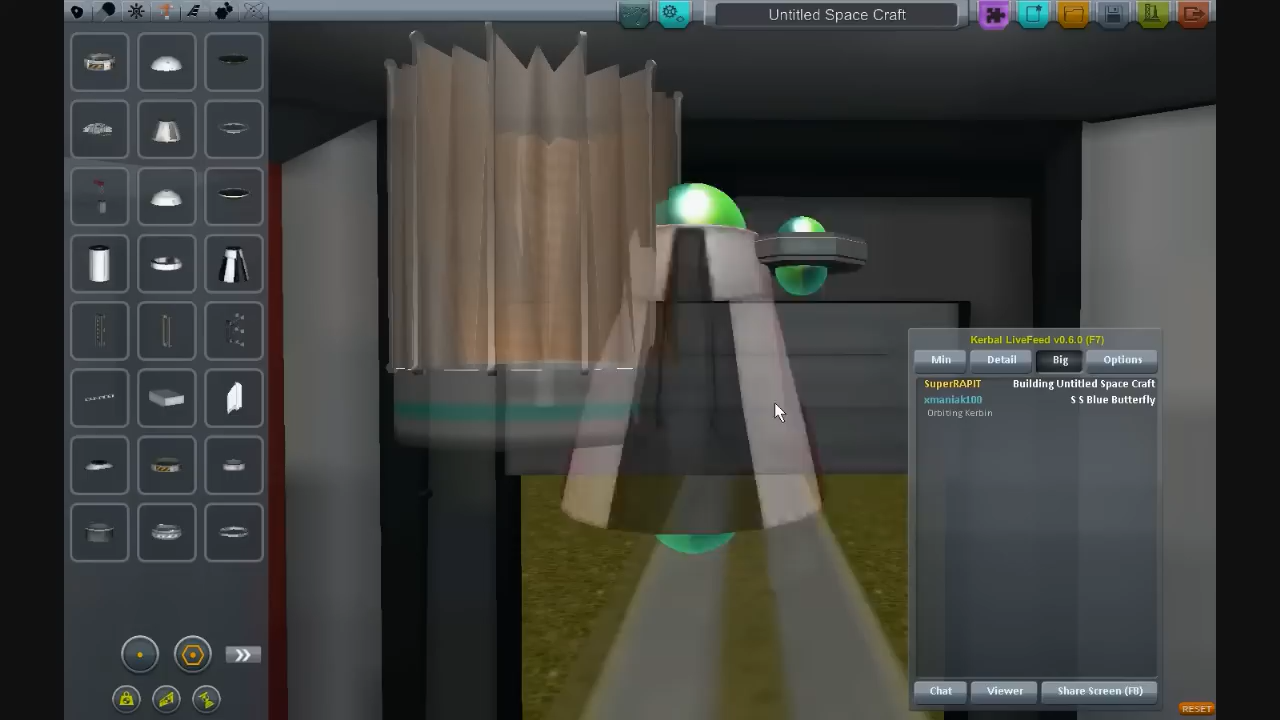 Untitled Space Craft
Kerbal LiveFeed v0.6.0 (F7)
Min Detail Big Options
SuperRAPIT Building Untitled Space Craft
xmaniak100 S S Blue Butterfly
Orbiting Kerbin
Chat Viewer Share Screen (F8)
RESET